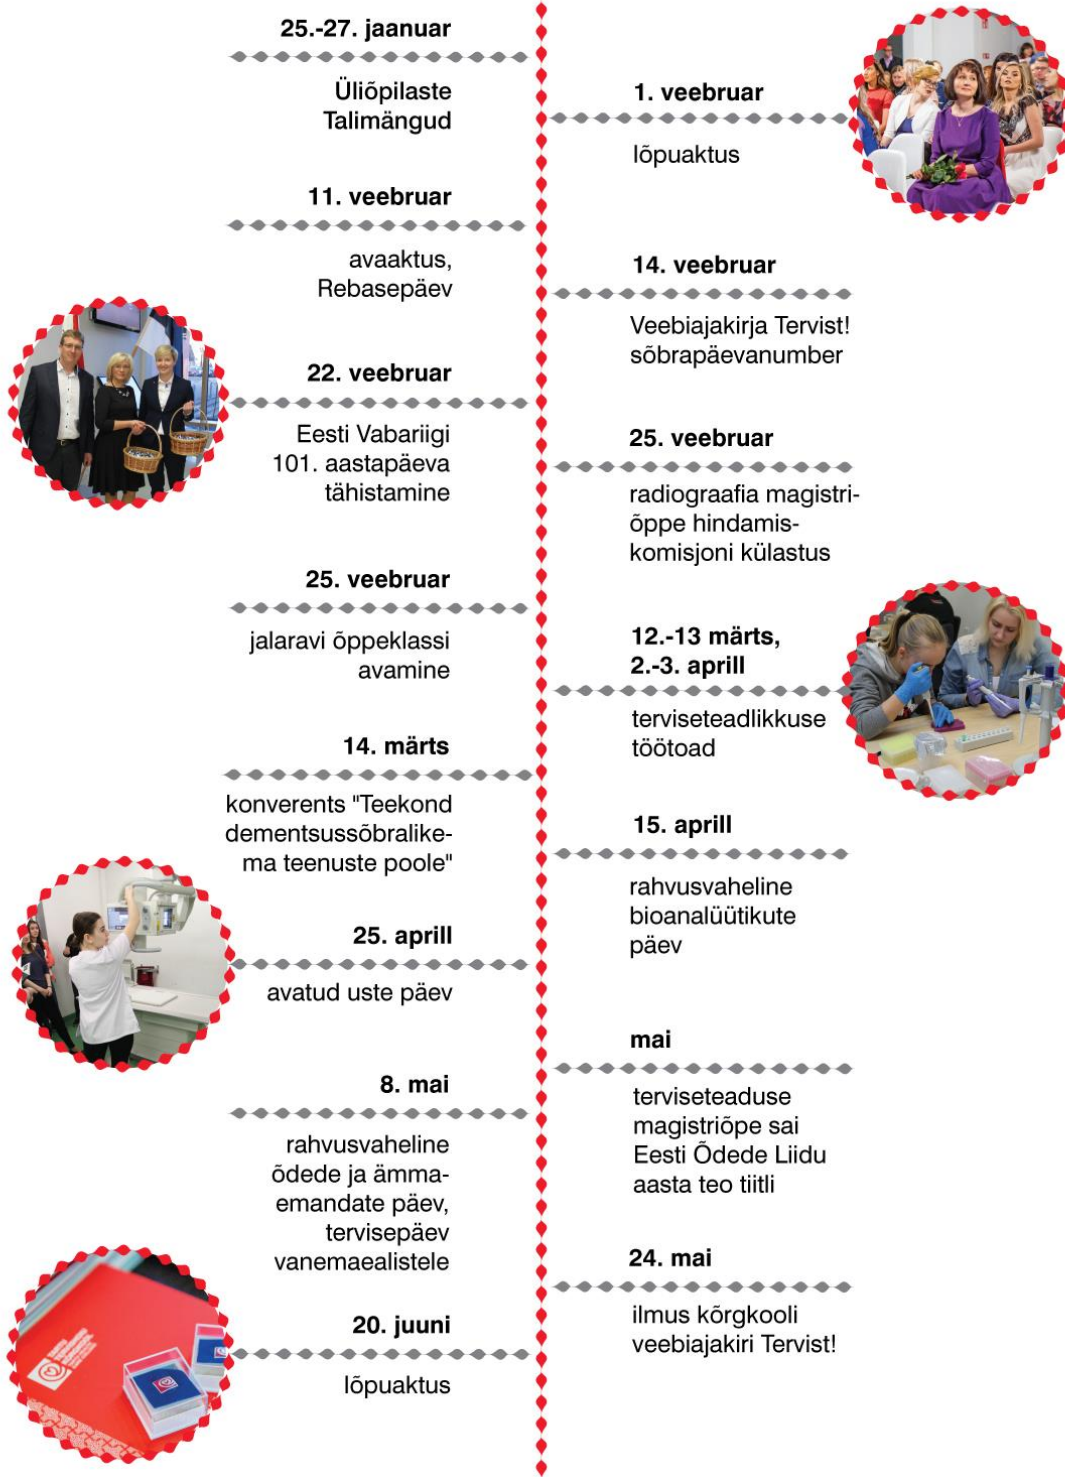 25.-27. jaanuar
Üliõpilaste
Talimängud
1. veebruar
lõpuaktus
11. veebruar
avaaktus,
Rebasepäev
14. veebruar
Veebiajakirja Tervist!
sõbrapäevanumber
22. veebruar
Eesti Vabariigi
101. aastapäeva
tähistamine
25. veebruar
radiograafia magistri-
õppe hindamis-
komisjoni külastus
25. veebruar
jalaravi õppeklassi
avamine
12.-13 märts,
2.-3. aprill
terviseteadlikkuse
töötoad
14. märts
konverents "Teekond
dementsussõbralike-
ma teenuste poole"
15. aprill
rahvusvaheline
bioanalüütikute
päev
25. aprill
avatud uste päev
mai
terviseteaduse
magistriõpe sai
Eesti Õdede Liidu
aasta teo tiitli
8. mai
rahvusvaheline
õdede ja ämma-
emandate päev,
tervisepäev
vanemaealistele
24. mai
ilmus kõrgkooli
veebiajakiri Tervist!
20. juuni
lõpuaktus